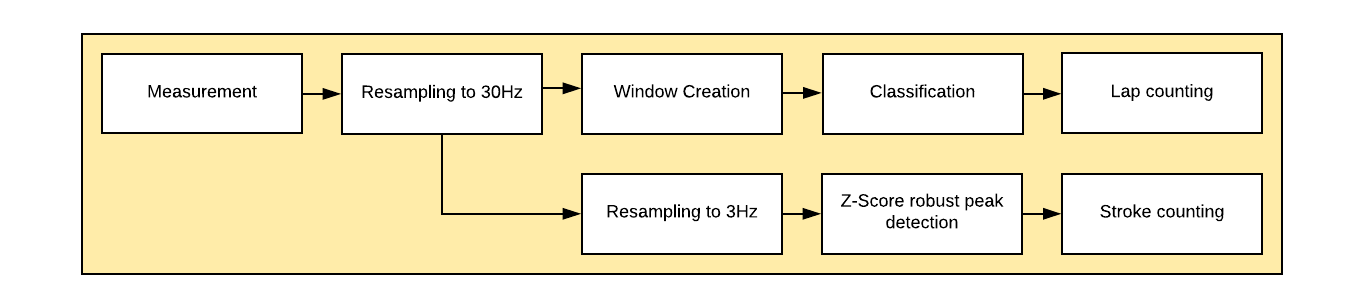 Measurement
Resampling to 30Hz
Window Creation
Classification
Lap counting
Resampling to 3Hz
Z-Score robust peak
detection
Stroke counting